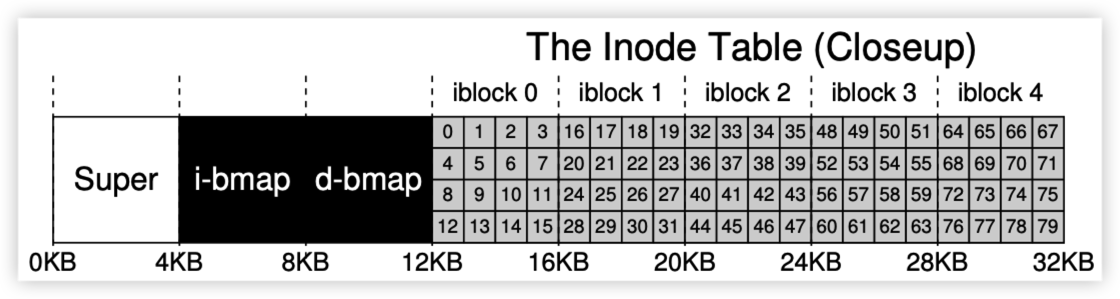 The Inode Table (Closeup)
iblock 0 iblock 1 iblock 2 iblock 3 iblock 4
0 1 2 3 16 17 18 19 32 33 34 35 48 49 50 51 64 65 66 67
4 5 6 7 20 21 22 23 36 37 38 39 52 53 54 55 68 69 70 71
Super i-bmap d-bmap
8 9 10 11 24 25 26 27 40 41 42 43 56 57 58 59 72 73 74 75
12 13 14 15 28 29 30 31 44 45 46 47 60 61 62 63 76 77 78 79
0KB 4KB 8KB 12KB 16KB 20KB 24KB 28KB 32KB